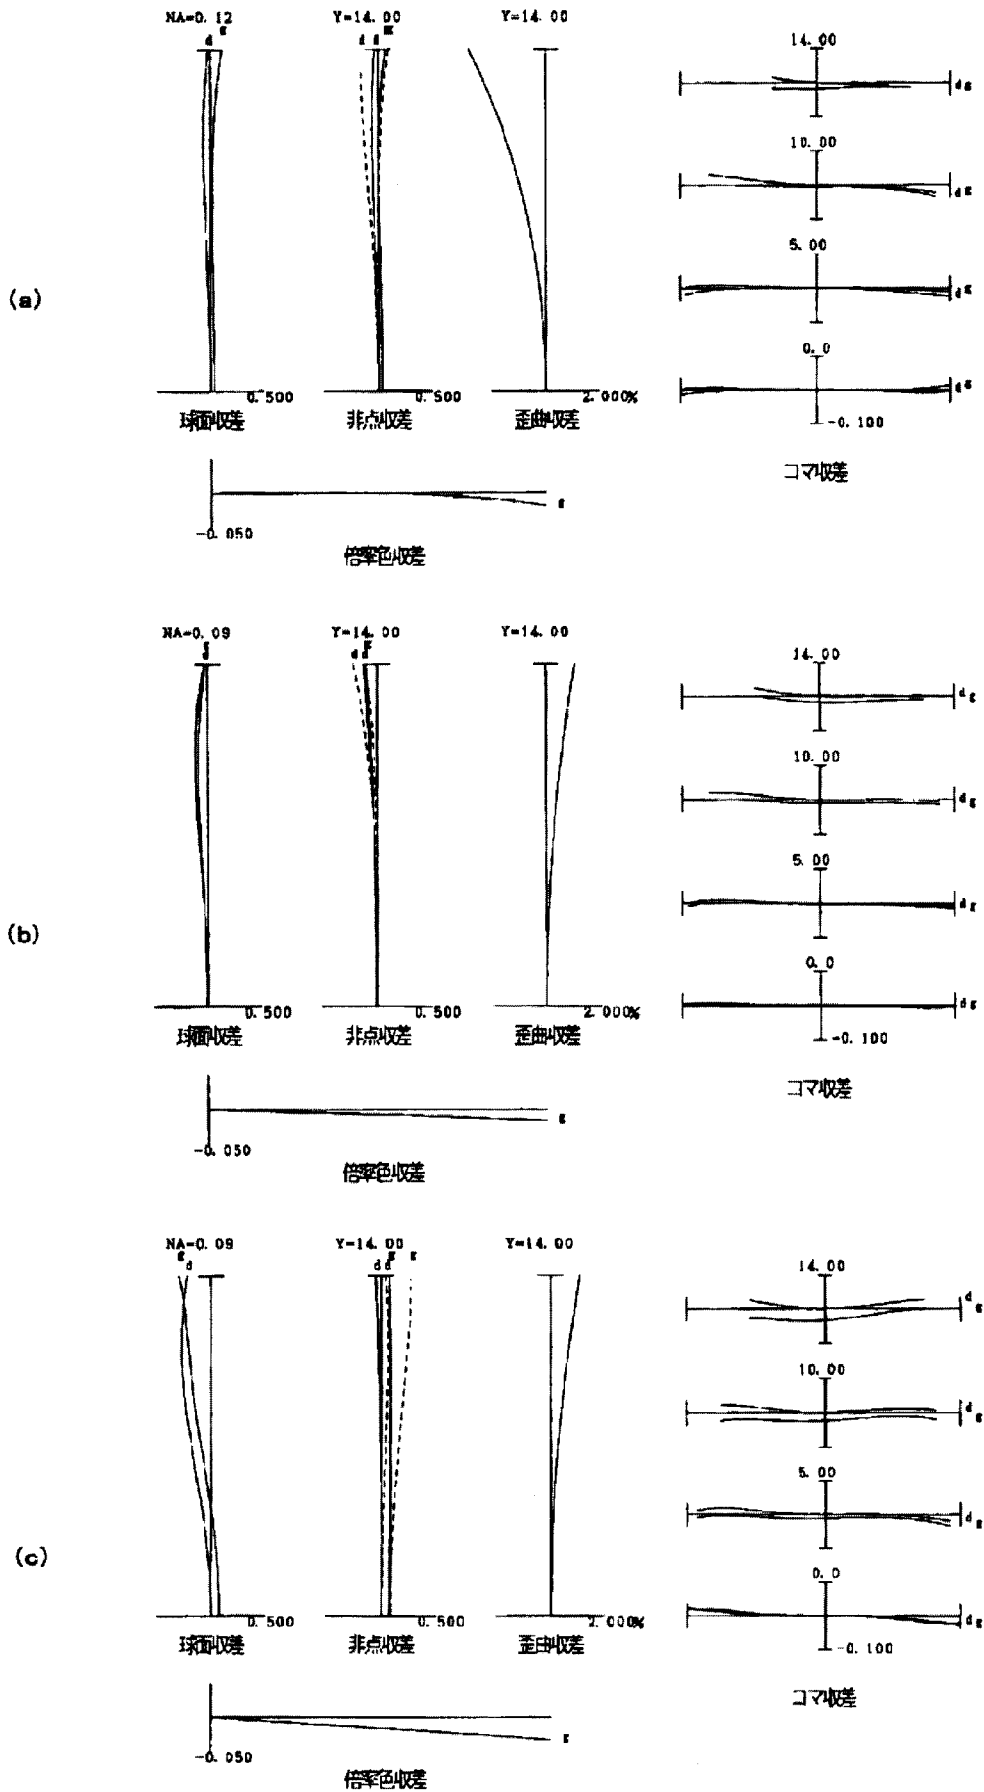 (a)
NA=0.12
d g
Y=14.00
d d g
Y=14.00
0.500
0.500
2.000%
球面収差
非点収差
歪曲収差
14.00
d g
10.00
d g
5.00
d g
0.0
d g
-0.100
コマ収差
g
-0.050
倍率色収差
(b)
NA=0.09
g
d
Y=14.00
g
d d
Y=14.00
0.500
0.500
2.000%
球面収差
非点収差
歪曲収差
14.00
d g
10.00
d g
5.00
d g
0.0
d g
-0.100
コマ収差
g
-0.050
倍率色収差
(c)
NA=0.09
g d
Y=14.00
d d g g
Y=14.00
0.500
0.500
2.000%
球面収差
非点収差
歪曲収差
14.00
d g
10.00
d g
5.00
d g
0.0
d g
-0.100
コマ収差
g
-0.050
倍率色収差